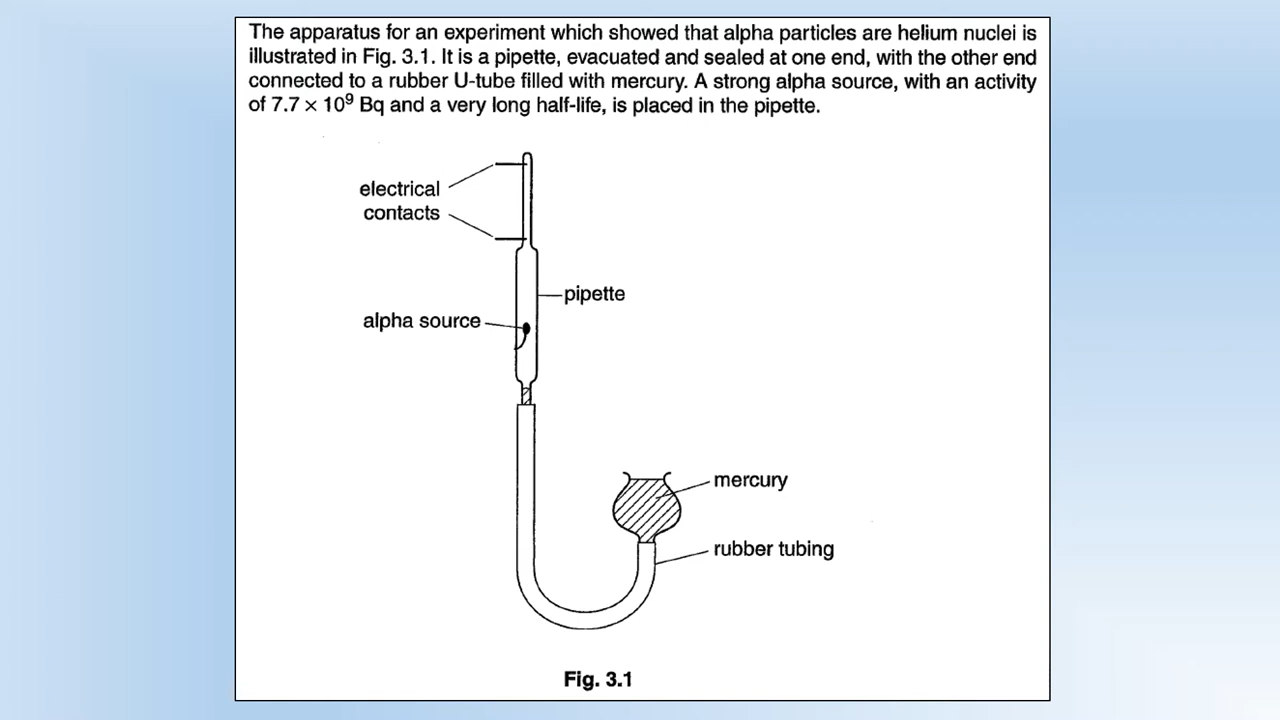 The apparatus for an experiment which showed that alpha particles are helium nuclei is
illustrated in Fig. 3.1. It is a pipette, evacuated and sealed at one end, with the other end
connected to a rubber U-tube filled with mercury. A strong alpha source, with an activity
of 7.7 × 10⁹ Bq and a very long half-life, is placed in the pipette.
electrical
contacts
pipette
alpha source
mercury
rubber tubing
Fig. 3.1